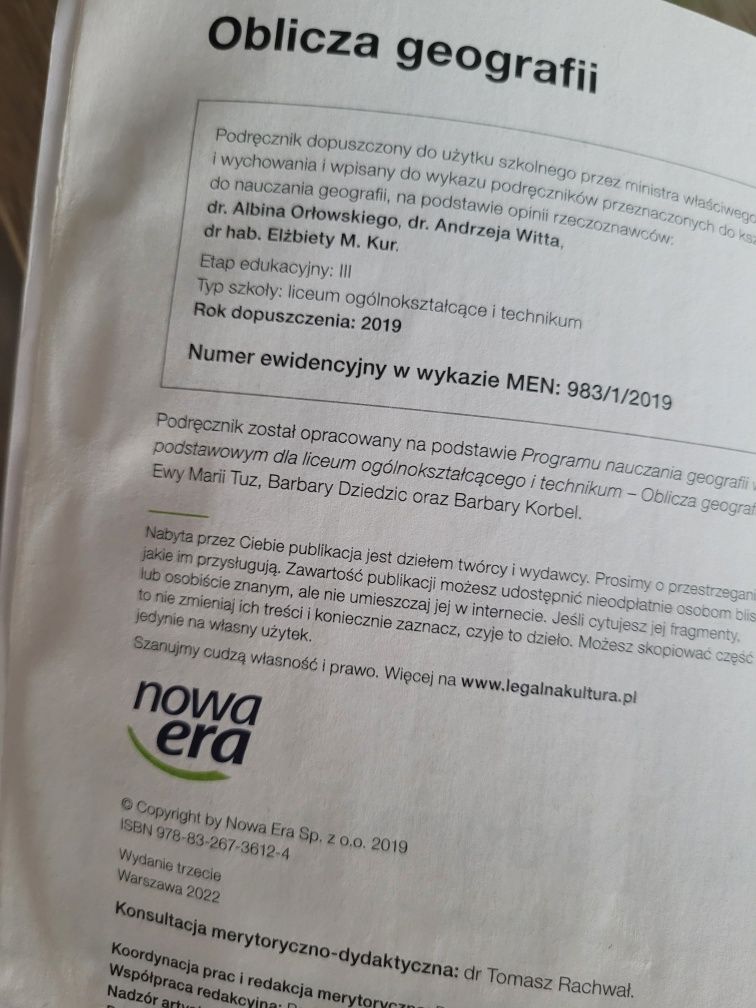 Oblicza geografii
Podręcznik dopuszczony do użytku szkolnego przez ministra właściwego
i wychowania i wpisany do wykazu podręczników przeznaczonych do
do nauczania geografii, na podstawie opinii rzeczoznawców:
dr. Albina Orłowskiego, dr. Andrzeja Witta,
dr hab. Elżbiety M. Kur.
Etap edukacyjny: III
Typ szkoły: liceum ogólnokształcące i technikum
Rok dopuszczenia: 2019
Numer ewidencyjny w wykazie MEN: 983/1/2019
Podręcznik został opracowany na podstawie Programu nauczania geografii
podstawowym dla liceum ogólnokształcącego i technikum – Oblicza
Ewy Marii Tuz, Barbary Dziedzic oraz Barbary Korbel.
Nabyta przez Ciebie publikacja jest dziełem twórcy i wydawcy. Prosimy o
jakie im przysługują. Zawartość publikacji możesz udostępnić nieodpłatnie osobom
lub osobiście znanym, ale nie umieszczaj jej w internecie. Jeśli cytujesz jej fragmenty,
to nie zmieniaj ich treści i koniecznie zaznacz, czyje to dzieło. Możesz skopiować część
jedynie na własny użytek.
Szanujmy cudzą własność i prawo. Więcej na www.legalnakultura.pl
nowa
era
© Copyright by Nowa Era Sp. z o.o. 2019
ISBN 978-83-267-3612-4
Wydanie trzecie
Warszawa 2022
Konsultacja merytoryczno-dydaktyczna: dr Tomasz Rachwał.
Koordynacja prac i redakcja merytoryczna:
Współpraca redakcyjna:
Nadzór